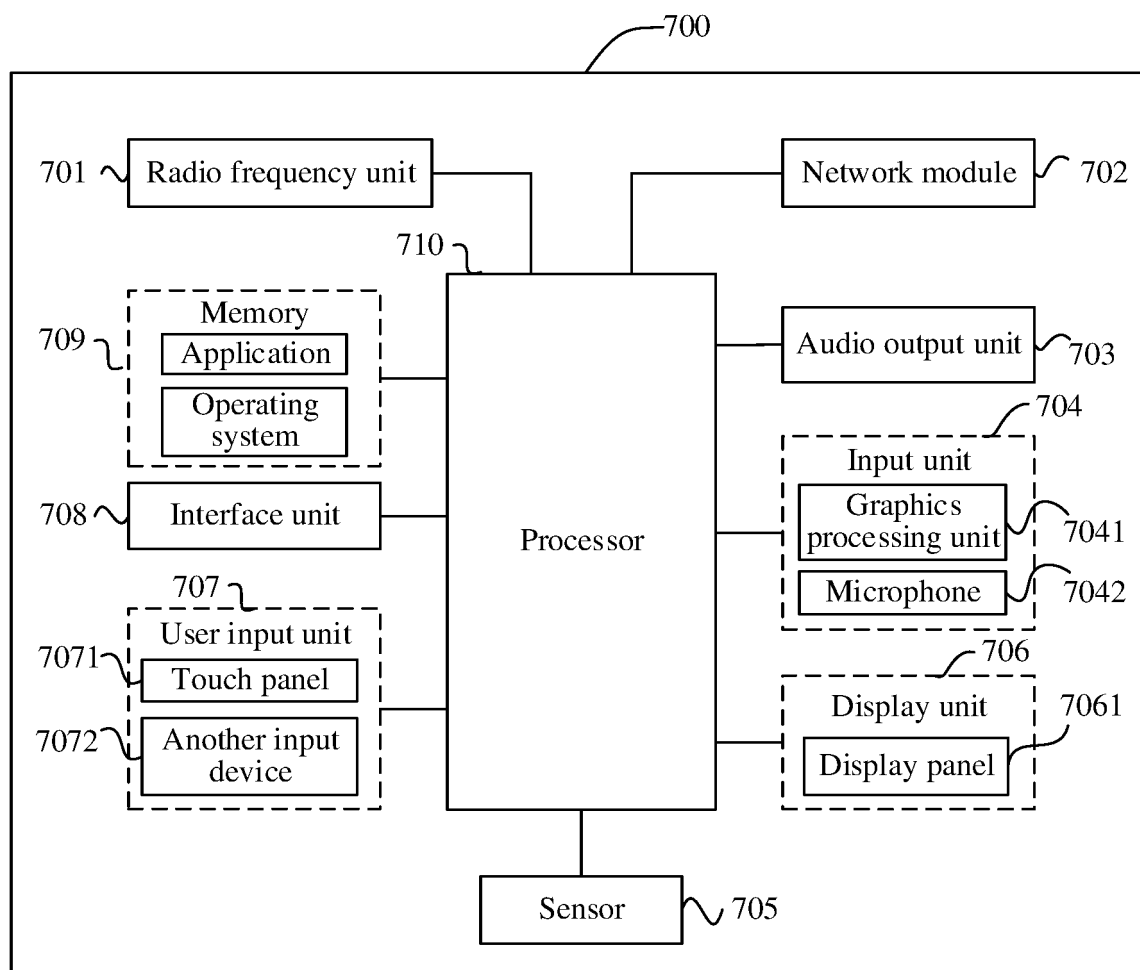 700
701
Radio frequency unit
Network module
702
710
Memory
709
Application
Operating
system
Audio output unit
703
704
Input unit
Graphics
processing unit
7041
Microphone
7042
708
Interface unit
Processor
707
User input unit
7071
Touch panel
7072
Another input
device
706
Display unit
7061
Display panel
Sensor
705